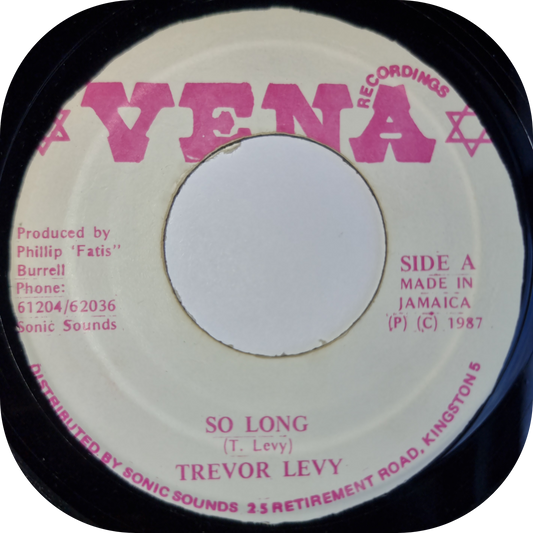 VENA
RECORDINGS
Produced by
Phillip 'Fatis"
Burrell
Phone:
61204/62036
Sonic Sounds
SIDE A
MADE IN
JAMAICA
(P) (C) 1987
SO LONG
(T. Levy)
TREVOR LEVY
DISTRIBUTED BY SONIC SOUNDS 25 RETIREMENT ROAD, KINGSTON 5